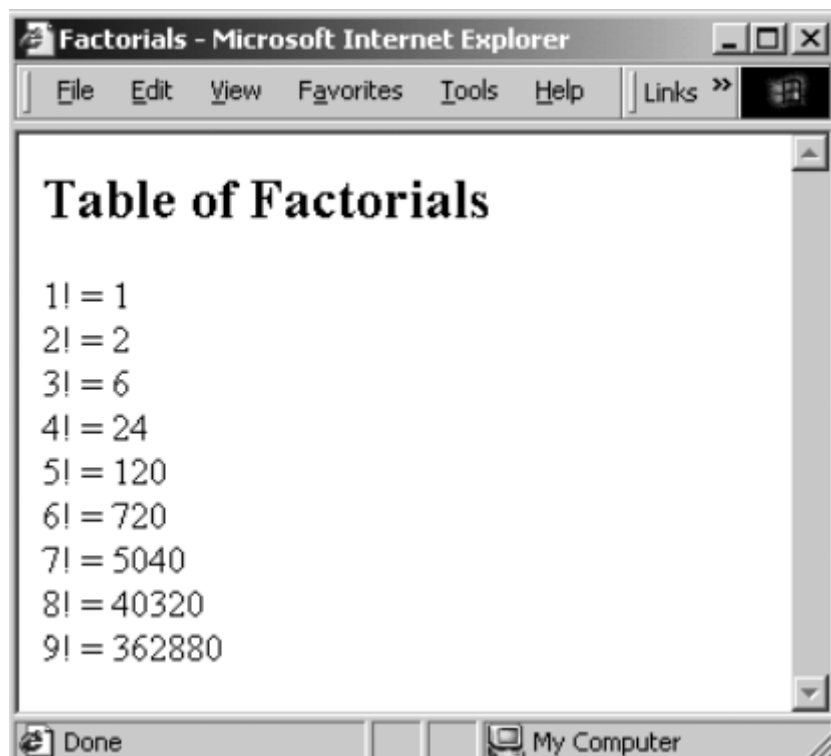 Factorials - Microsoft Internet Explorer
File Edit View Favorites Tools Help Links »
Table of Factorials
1! = 1
2! = 2
3! = 6
4! = 24
5! = 120
6! = 720
7! = 5040
8! = 40320
9! = 362880
Done My Computer